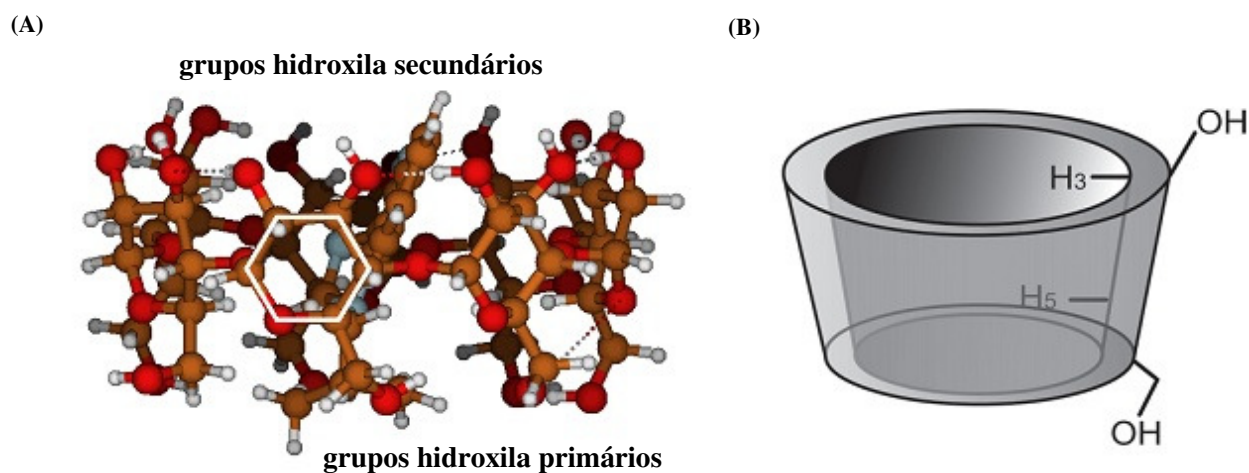 (A)
(B)
grupos hidroxila secundários
OH
H3
H5
OH
grupos hidroxila primários